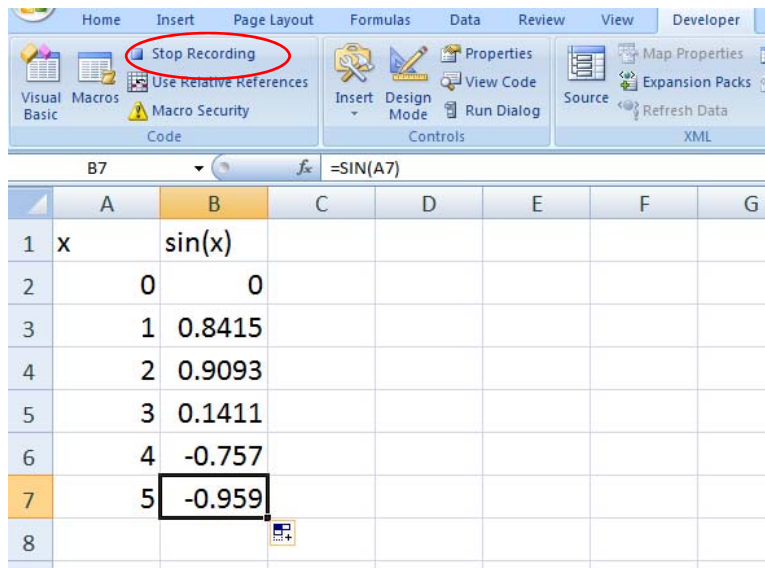 Home Insert Page Layout Formulas Data Review View Developer
Stop Recording
Use Relative References
Macro Security
Visual Basic
Macros
Code
Insert
Design Mode
Properties
View Code
Run Dialog
Controls
Source
Map Properties
Expansion Packs
Refresh Data
XML
B7 fx =SIN(A7)
A B C D E F G
1 x sin(x)
2 0 0
3 1 0.8415
4 2 0.9093
5 3 0.1411
6 4 -0.757
7 5 -0.959
8